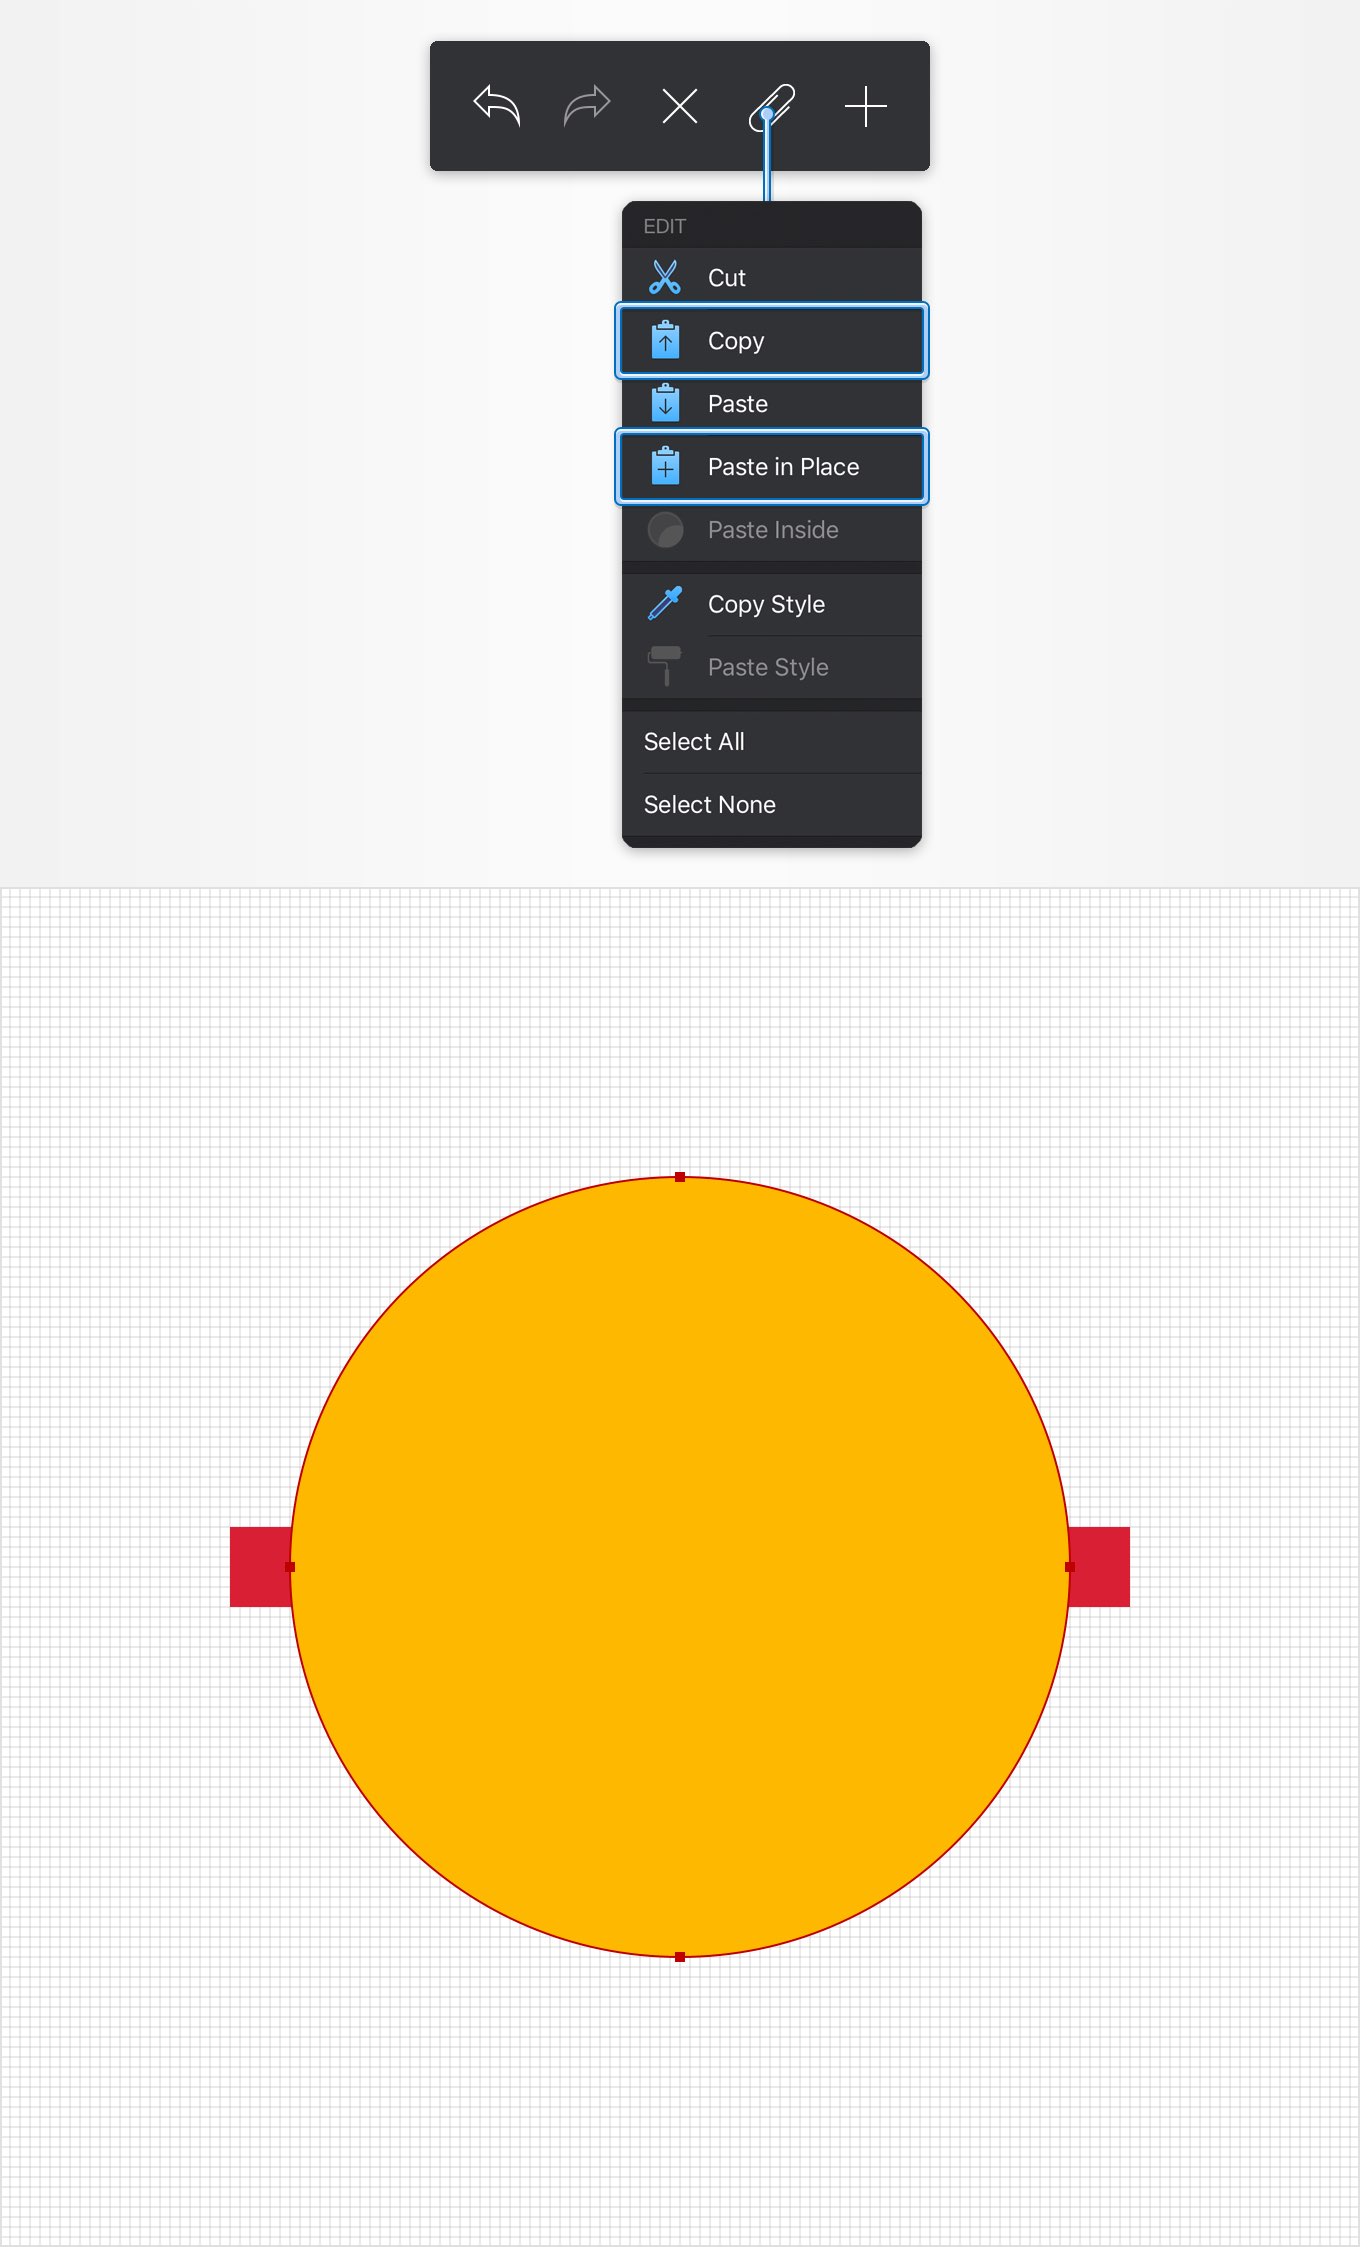 EDIT
Cut
Copy
Paste
Paste in Place
Paste Inside
Copy Style
Paste Style
Select All
Select None